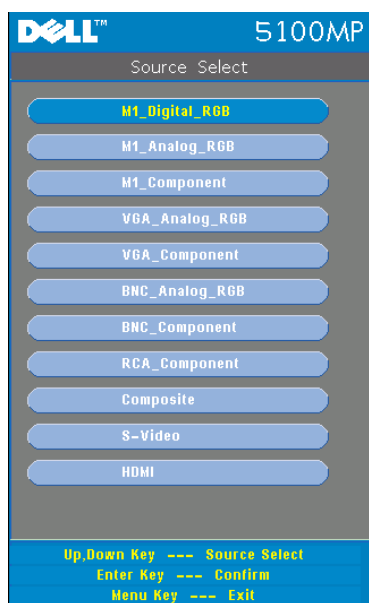 DELL™ 5100MP
Source Select
M1_Digital_RGB
M1_Analog_RGB
M1_Component
VGA_Analog_RGB
VGA_Component
BNC_Analog_RGB
BNC_Component
RCA_Component
Composite
S-Video
HDMI
Up,Down Key --- Source Select
Enter Key --- Confirm
Menu Key --- Exit